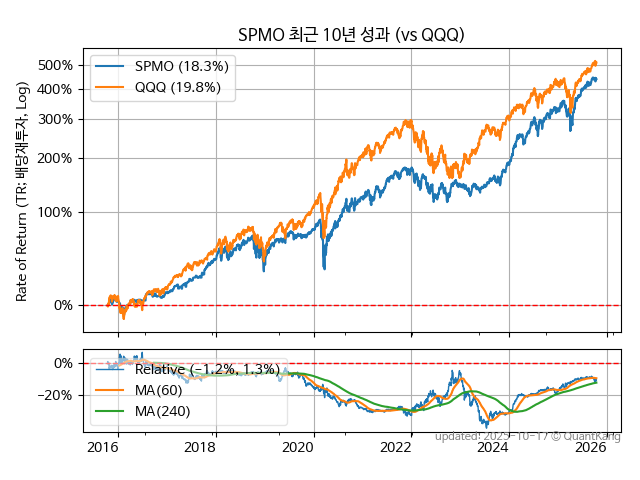 SPMO 최근 10년 성과 (vs QQQ)
SPMO (18.3%)
QQQ (19.8%)
500%
400%
300%
200%
100%
0%
Rate of Return (TR: 배당재투자, Log)
Relative (−1.2%, 1.3%)
MA(60)
MA(240)
0%
−20%
2016
2018
2020
2022
2024
2026
updated: 2025-10-17 © QuantKang